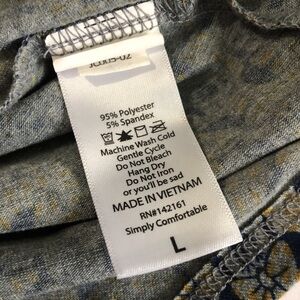 95% Polyester
5% Spandex
Machine Wash Cold
Gentle Cycle
Do Not Bleach
Hang Dry
Do Not Iron
or you'll be sad
MADE IN VIETNAM
RN#142161
Simply Comfortable
L